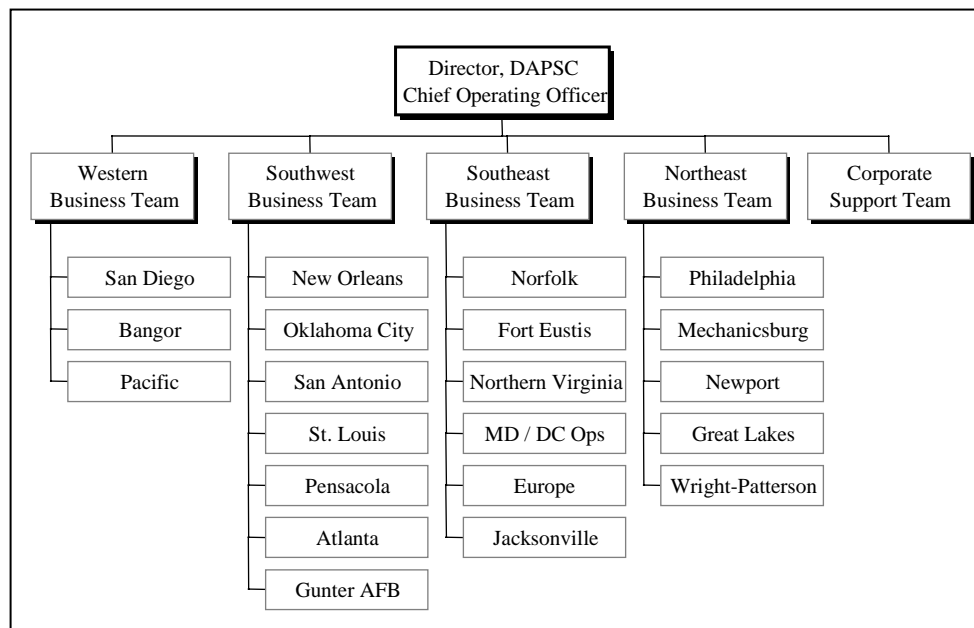 Director, DAPSC
Chief Operating Officer
Western
Business Team
Southwest
Business Team
Southeast
Business Team
Northeast
Business Team
Corporate
Support Team
San Diego
Bangor
Pacific
New Orleans
Oklahoma City
San Antonio
St. Louis
Pensacola
Atlanta
Gunter AFB
Norfolk
Fort Eustis
Northern Virginia
MD / DC Ops
Europe
Jacksonville
Philadelphia
Mechanicsburg
Newport
Great Lakes
Wright-Patterson